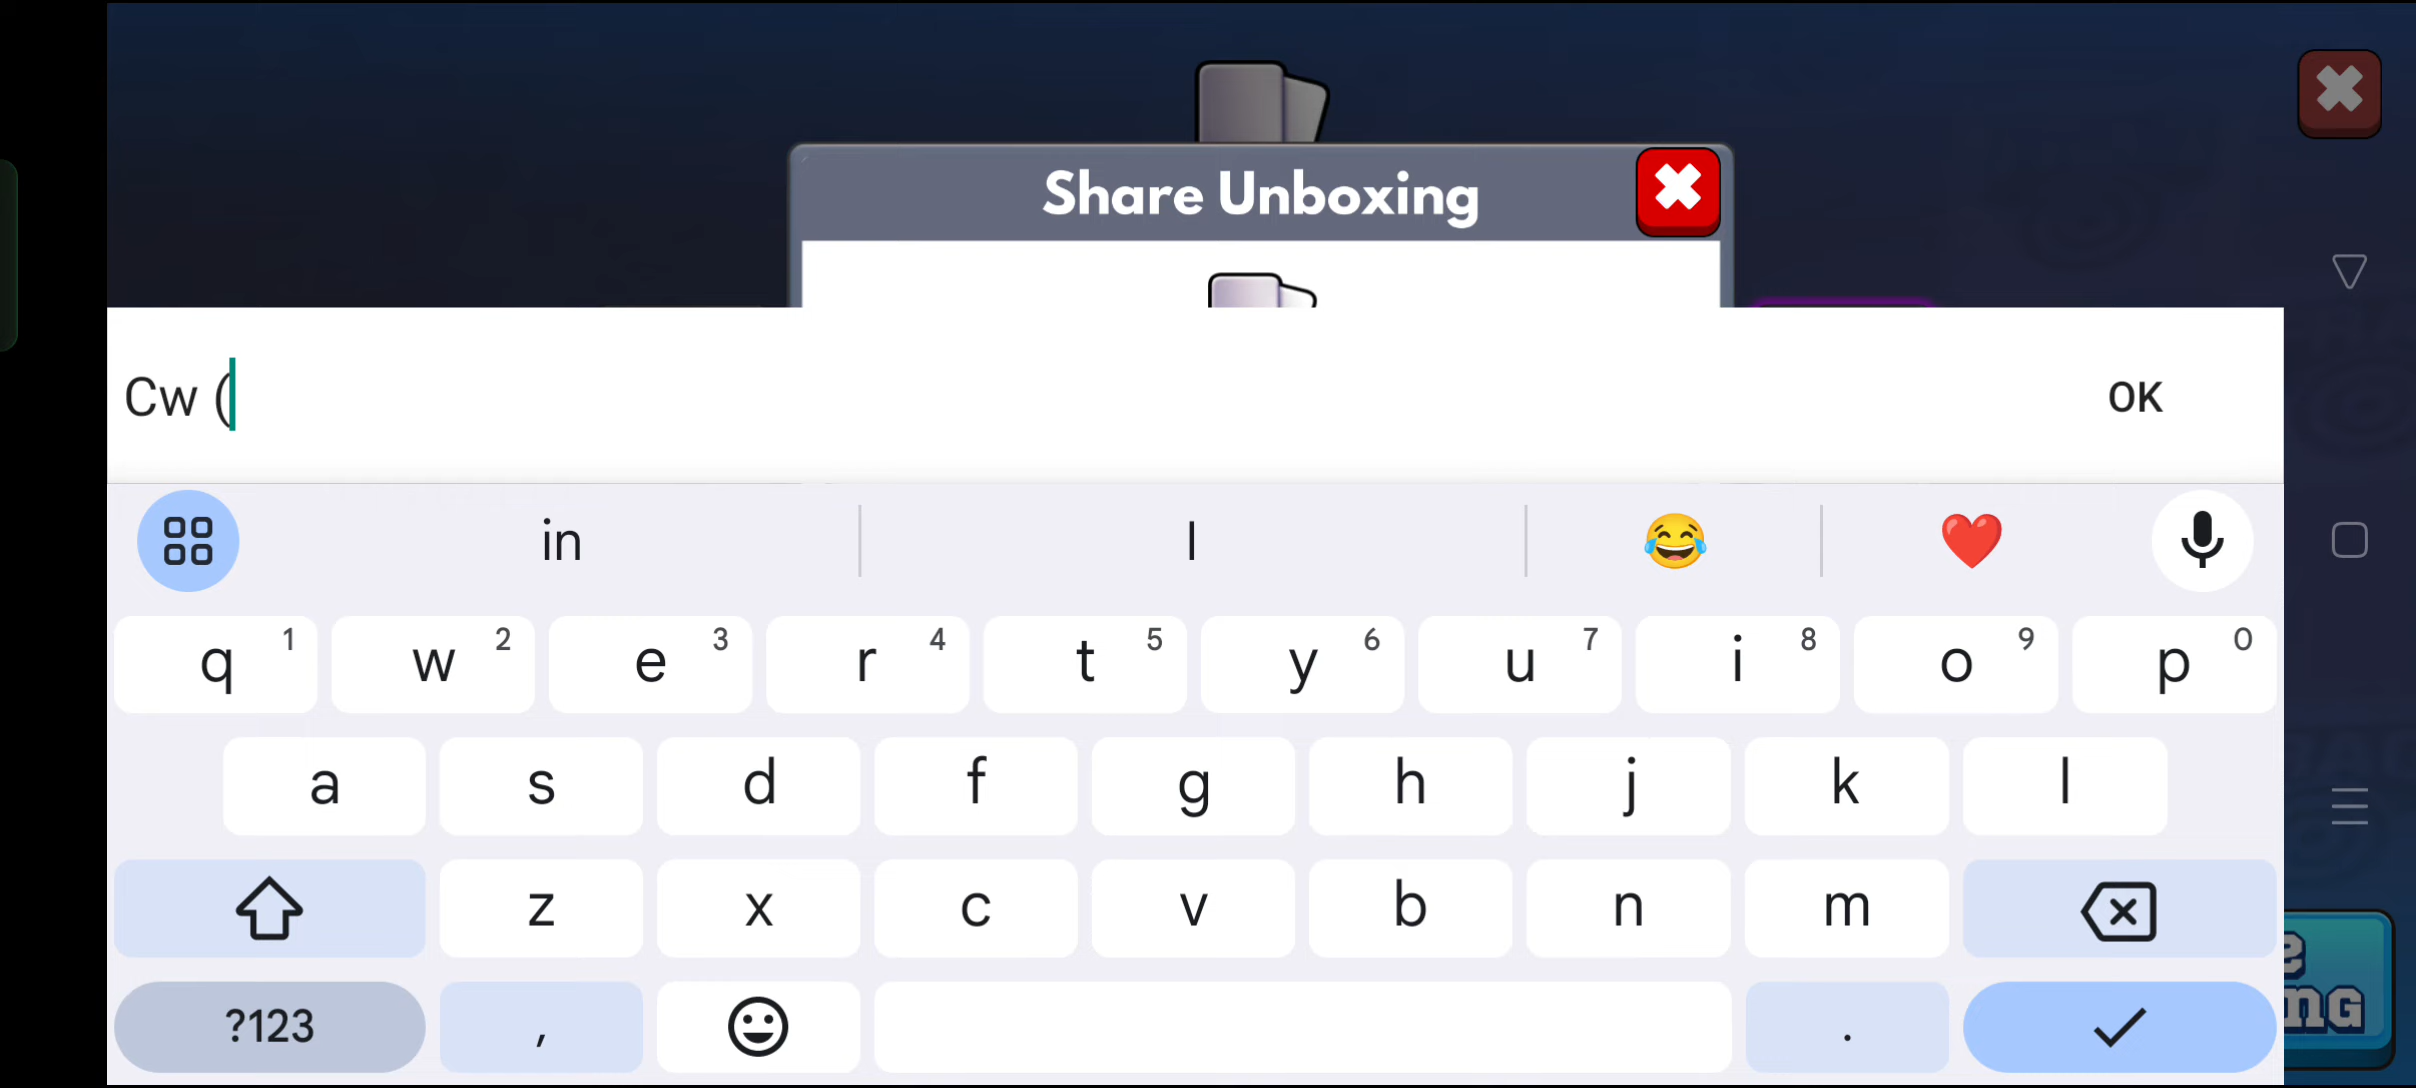 Share Unboxing
Cw (
OK
in I 😂 ❤️
q 1 w 2 e 3 r 4 t 5 y 6 u 7 i 8 o 9 p 0
a s d f g h j k l
z x c v b n m
?123 , .